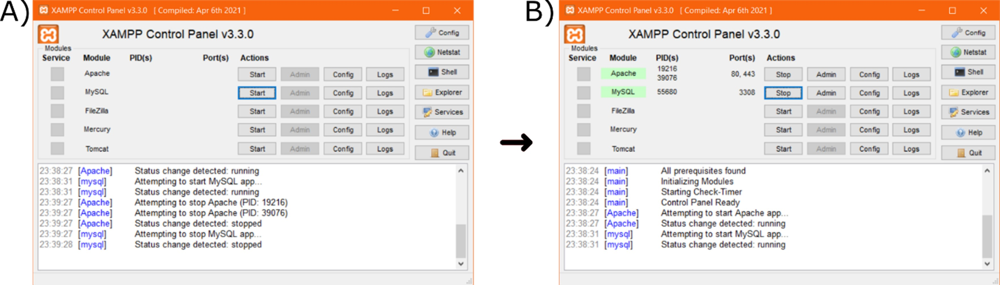 A)
XAMPP Control Panel v3.3.0 [ Compiled: Apr 6th 2021 ]
XAMPP Control Panel v3.3.0
Config
Modules
Netstat
Service Module PID(s) Port(s) Actions
Apache Start Admin Config Logs
Shell
MySQL Start Admin Config Logs
Explorer
FileZilla Start Admin Config Logs
Services
Mercury Start Admin Config Logs
Help
Tomcat Start Admin Config Logs
Quit
23:38:27 [Apache] Status change detected: running
23:38:31 [mysql] Attempting to start MySQL app...
23:38:31 [mysql] Status change detected: running
23:39:27 [Apache] Attempting to stop Apache (PID: 19216)
23:39:27 [Apache] Attempting to stop Apache (PID: 39076)
23:39:27 [Apache] Status change detected: stopped
23:39:27 [mysql] Attempting to stop MySQL app...
23:39:28 [mysql] Status change detected: stopped
B)
XAMPP Control Panel v3.3.0 [ Compiled: Apr 6th 2021 ]
XAMPP Control Panel v3.3.0
Config
Modules
Netstat
Service Module PID(s) Port(s) Actions
19216
Apache 80, 443 Stop Admin Config Logs
39076
Shell
MySQL 55680 3308 Stop Admin Config Logs
Explorer
FileZilla Start Admin Config Logs
Services
Mercury Start Admin Config Logs
Help
Tomcat Start Admin Config Logs
Quit
23:38:24 [main] All prerequisites found
23:38:24 [main] Initializing Modules
23:38:24 [main] Starting Check-Timer
23:38:24 [main] Control Panel Ready
23:38:27 [Apache] Attempting to start Apache app...
23:38:27 [Apache] Status change detected: running
23:38:31 [mysql] Attempting to start MySQL app...
23:38:31 [mysql] Status change detected: running